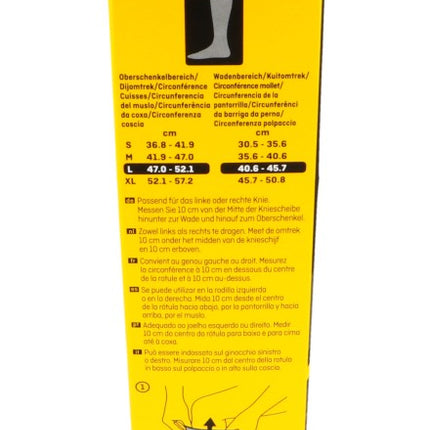 Oberschenkelbereich/
Dijomtrek/Circonférence
Cuisses/Circunferencia
del muslo/Circunferência
da coxa/Circonferenza
coscia
Wadenbereich/Kuitomtrek/
Circonférence mollet/
Circunferencia de la
pantorrilla/Circunferênci
da barriga da perna/
Circonferenza polpaccio
cm cm
S 36.8 - 41.9 30.5 - 35.6
M 41.9 - 47.0 35.6 - 40.6
L 47.0 - 52.1 40.6 - 45.7
XL 52.1 - 57.2 45.7 - 50.8
de Passend für das linke oder rechte Knie.
Messen Sie 10 cm von der Mitte der Kniescheibe
hinunter zur Wade und hinauf zum Oberschenkel.
nl Zowel links als rechts te dragen. Meet de omtrek
10 cm onder het midden van de knieschijf
en 10 cm erboven.
fr Convient au genou gauche ou droit. Mesurez
la circonférence à 10 cm en dessous du centre
de la rotule et à 10 cm au-dessus.
es Se puede utilizar en la rodilla izquierda
o en la derecha. Mida 10 cm desde el centro
de la rótula hacia abajo, por la pantorrilla y hacia
arriba, por el muslo.
pt Adequado ao joelho esquerdo ou direito. Medir
10 cm do centro da rótula para baixo e para cima
até à coxa.
it Può essere indossata sul ginocchio sinistro
o destro. Misurare 10 cm dal centro della rotula
in basso sul polpaccio o in alto sulla coscia.
1